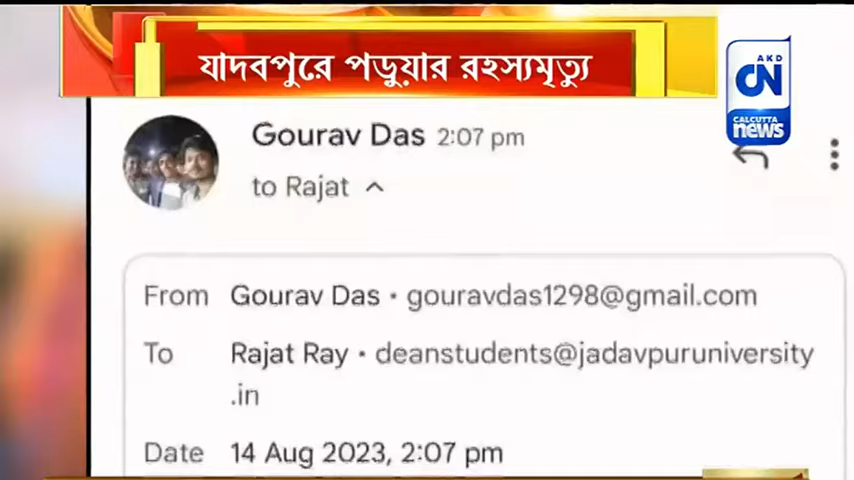 যাদবপুরে পড়ুয়ার রহস্যমৃত্যু
AKD
CN
CALCUTTA
news
Gourav Das 2:07 pm
to Rajat
From Gourav Das • gouravdas1298@gmail.com
To Rajat Ray • deanstudents@jadavpuruniversity
.in
Date 14 Aug 2023, 2:07 pm